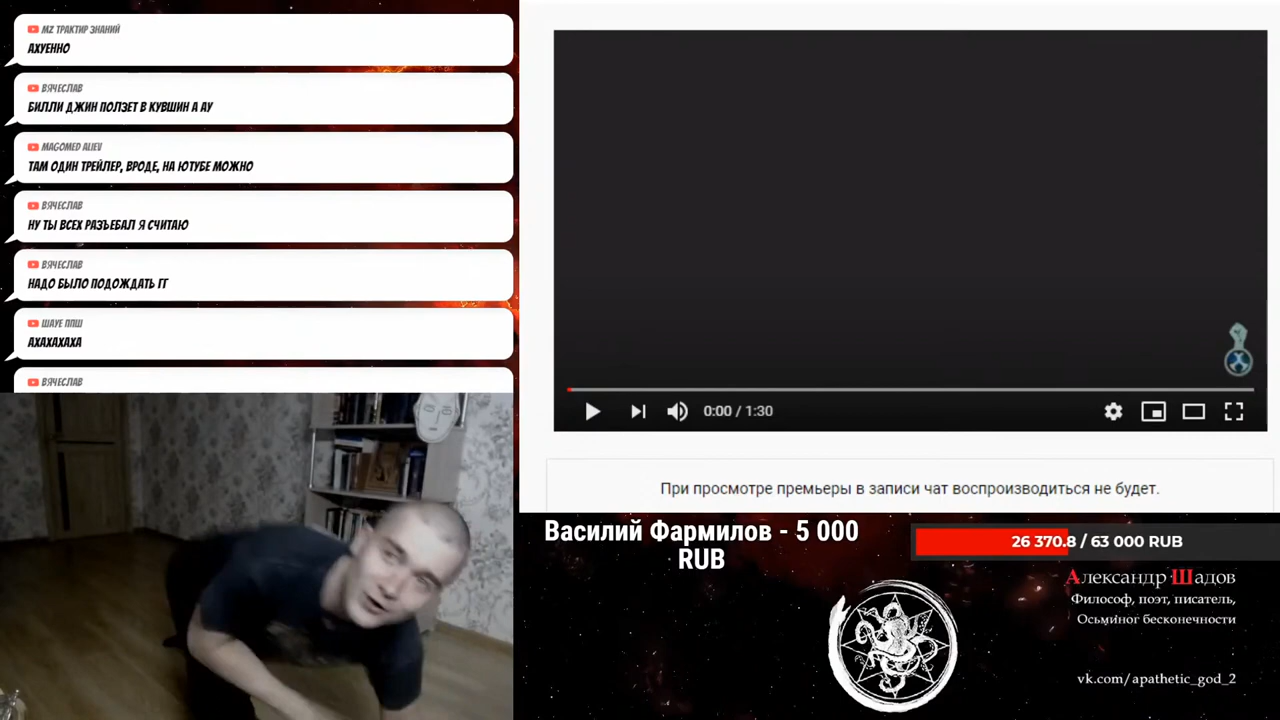 MZ ТРАКТИР ЗНАНИЙ
АХУЕННО
ВЯЧЕСЛАВ
БИЛЛИ ДЖИН ПОЛЗЕТ В КУВШИН А АУ
MAGOMED ALIEV
ТАМ ОДИН ТРЕЙЛЕР, ВРОДЕ, НА ЮТУБЕ МОЖНО
ВЯЧЕСЛАВ
НУ ТЫ ВСЕХ РАЗЪЕБАЛ Я СЧИТАЮ
ВЯЧЕСЛАВ
НАДО БЫЛО ПОДОЖДАТЬ ГГ
ШАУЕ ППШ
АХАХАХАХА
ВЯЧЕСЛАВ
0:00 / 1:30
При просмотре премьеры в записи чат воспроизводиться не будет.
Василий Фармилов - 5 000
RUB
26 370.8 / 63 000 RUB
Александр Шадов
Философ, поэт, писатель,
Осьминог бесконечности
vk.com/apathetic_god_2